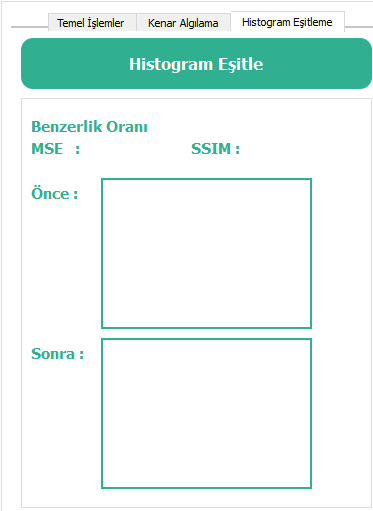 Temel İşlemler Kenar Algılama Histogram Eşitleme
Histogram Eşitle
Benzerlik Oranı
MSE : SSIM :
Önce :
Sonra :